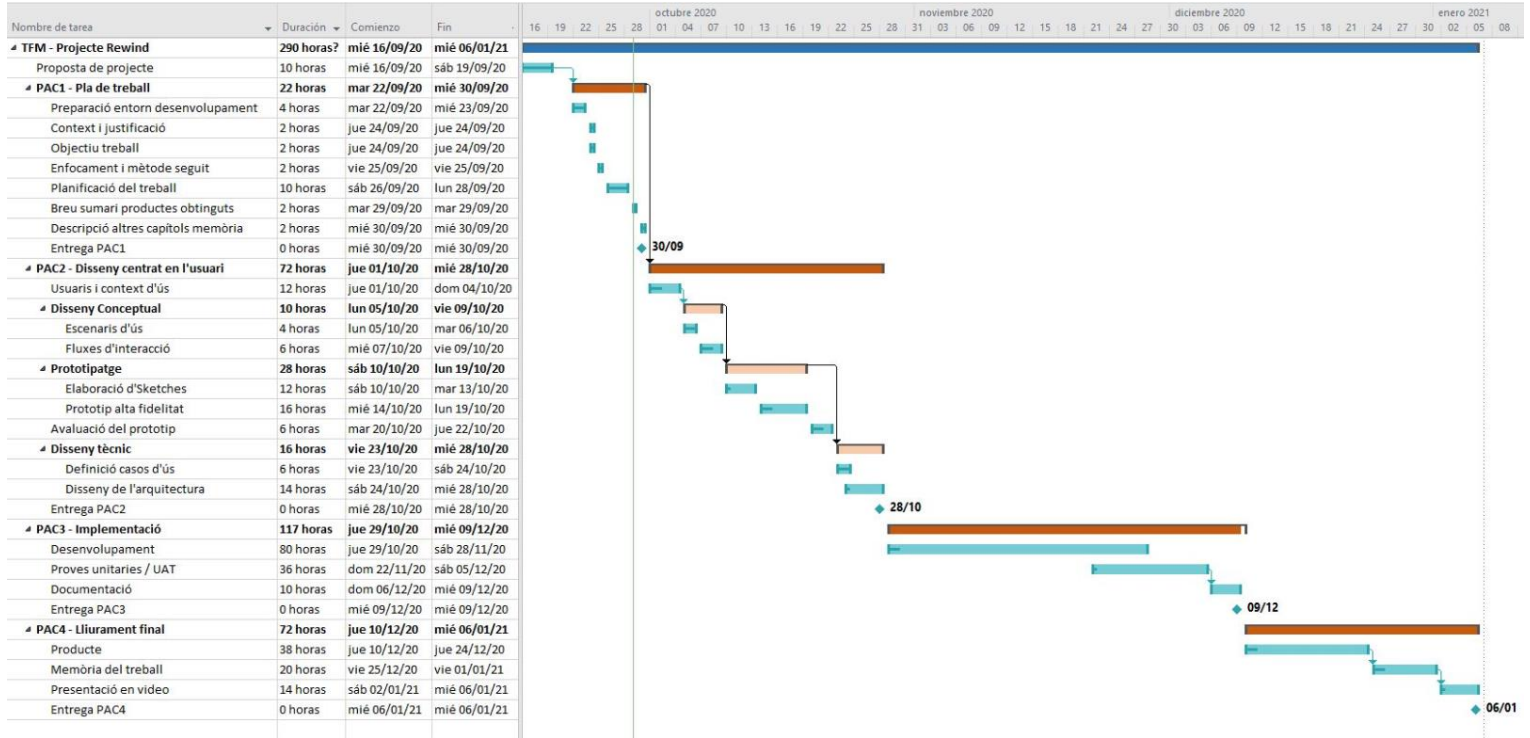 octubre 2020 noviembre 2020 diciembre 2020 enero 2021
Nombre de tarea Duración Comienzo Fin 16 19 22 25 28 01 04 07 10 13 16 19 22 25 28 31 03 06 09 12 15 18 21 24 27 30 03 06 09 12 15 18 21 24 27 30 02 05 08
TFM - Projecte Rewind 290 horas? mié 16/09/20 mié 06/01/21
Proposta de projecte 10 horas mié 16/09/20 sáb 19/09/20
PAC1 - Pla de treball 22 horas mar 22/09/20 mié 30/09/20
Preparació entorn desenvolupament 4 horas mar 22/09/20 mié 23/09/20
Context i justificació 2 horas jue 24/09/20 jue 24/09/20
Objectiu treball 2 horas jue 24/09/20 jue 24/09/20
Enfocament i mètode seguit 2 horas vie 25/09/20 vie 25/09/20
Planificació del treball 10 horas sáb 26/09/20 lun 28/09/20
Breu sumari productes obtinguts 2 horas mar 29/09/20 mar 29/09/20
Descripció altres capítols memòria 2 horas mié 30/09/20 mié 30/09/20
Entrega PAC1 0 horas mié 30/09/20 mié 30/09/20 30/09
PAC2 - Disseny centrat en l'usuari 72 horas jue 01/10/20 mié 28/10/20
Usuaris i context d'ús 12 horas jue 01/10/20 dom 04/10/20
Disseny Conceptual 10 horas lun 05/10/20 vie 09/10/20
Escenaris d'ús 4 horas lun 05/10/20 mar 06/10/20
Fluxes d'interacció 6 horas mié 07/10/20 vie 09/10/20
Prototipatge 28 horas sáb 10/10/20 lun 19/10/20
Elaboració d'Sketches 12 horas sáb 10/10/20 mar 13/10/20
Prototip alta fidelitat 16 horas mié 14/10/20 lun 19/10/20
Avaluació del prototip 6 horas mar 20/10/20 jue 22/10/20
Disseny tècnic 16 horas vie 23/10/20 mié 28/10/20
Definició casos d'ús 6 horas vie 23/10/20 sáb 24/10/20
Disseny de l'arquitectura 14 horas sáb 24/10/20 mié 28/10/20
Entrega PAC2 0 horas mié 28/10/20 mié 28/10/20 28/10
PAC3 - Implementació 117 horas jue 29/10/20 mié 09/12/20
Desenvolupament 80 horas jue 29/10/20 sáb 28/11/20
Proves unitaries / UAT 36 horas dom 22/11/20 sáb 05/12/20
Documentació 10 horas dom 06/12/20 mié 09/12/20
Entrega PAC3 0 horas mié 09/12/20 mié 09/12/20 09/12
PAC4 - Lliurament final 72 horas jue 10/12/20 mié 06/01/21
Producte 38 horas jue 10/12/20 jue 24/12/20
Memòria del treball 20 horas vie 25/12/20 vie 01/01/21
Presentació en video 14 horas sáb 02/01/21 mié 06/01/21
Entrega PAC4 0 horas mié 06/01/21 mié 06/01/21 06/01